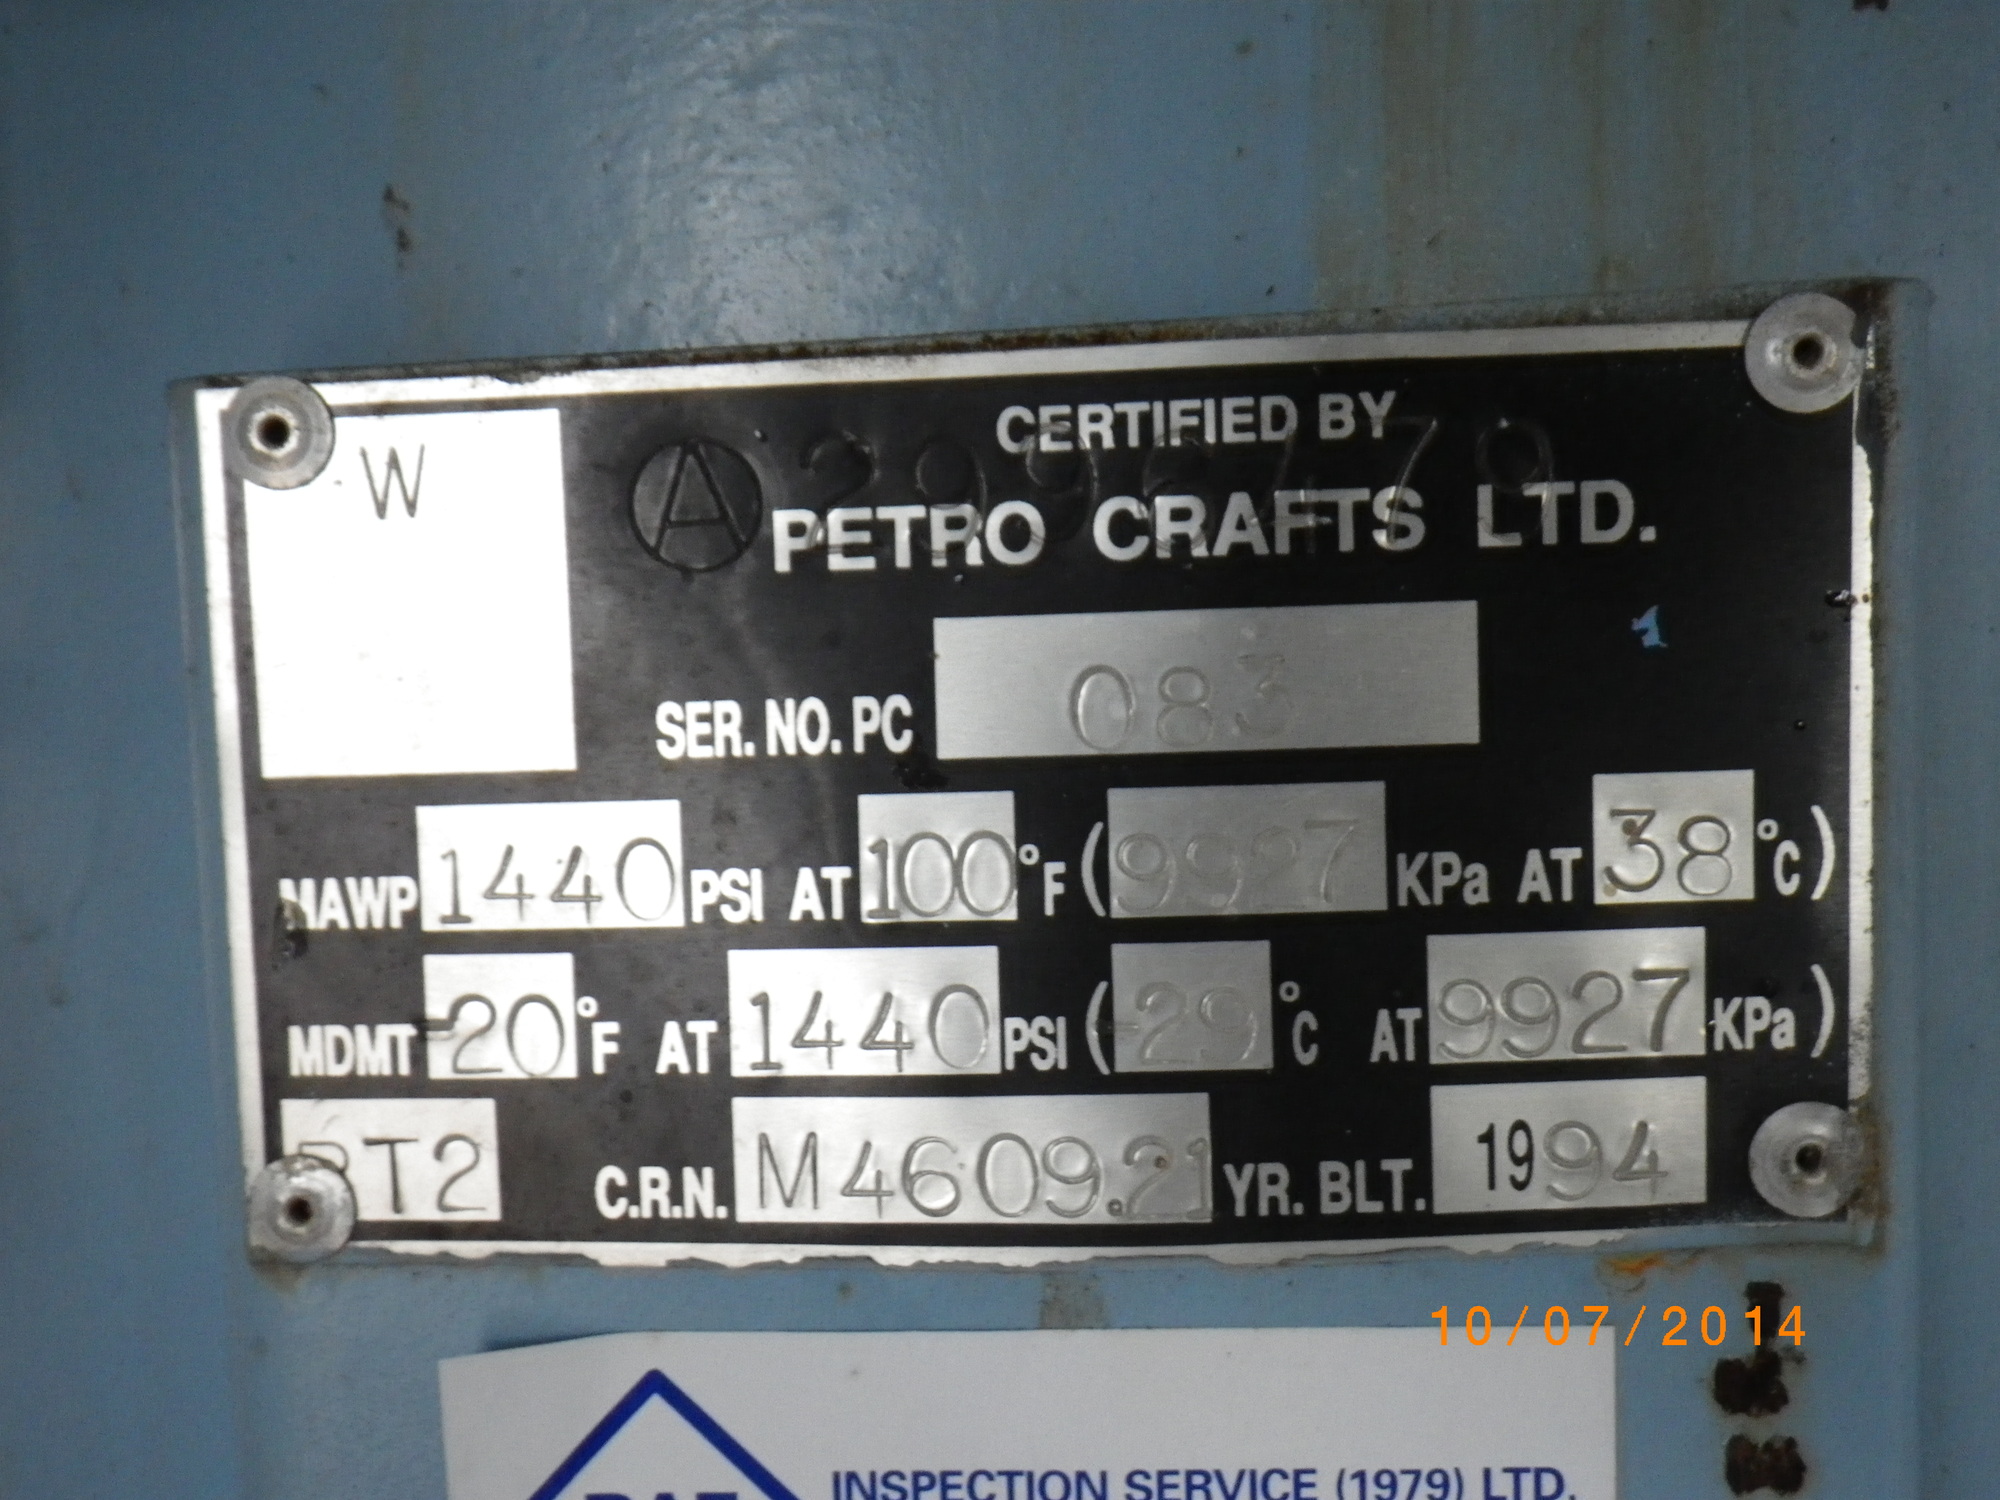 CERTIFIED BY
W
A 2996479
PETRO CRAFTS LTD.
SER. NO. PC 083
MAWP 1440 PSI AT 100°F ( 9927 KPa AT 38°C )
MDMT -20°F AT 1440 PSI ( -29°C AT 9927 KPa )
RT2 C.R.N. M4609.21 YR. BLT. 1994
10/07/2014
INSPECTION SERVICE (1979) LTD.